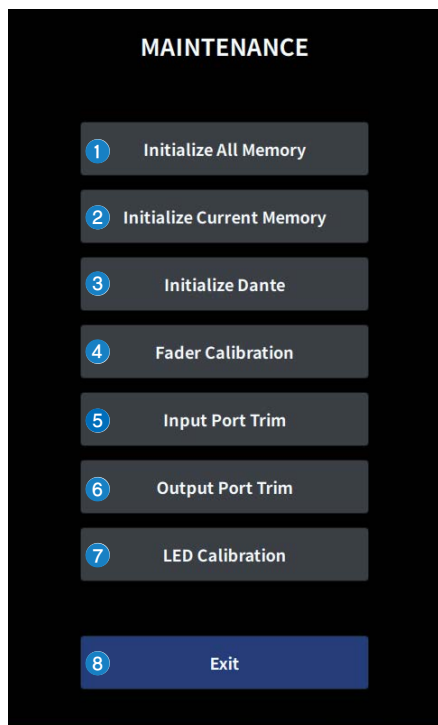 MAINTENANCE
1 Initialize All Memory
2 Initialize Current Memory
3 Initialize Dante
4 Fader Calibration
5 Input Port Trim
6 Output Port Trim
7 LED Calibration
8 Exit